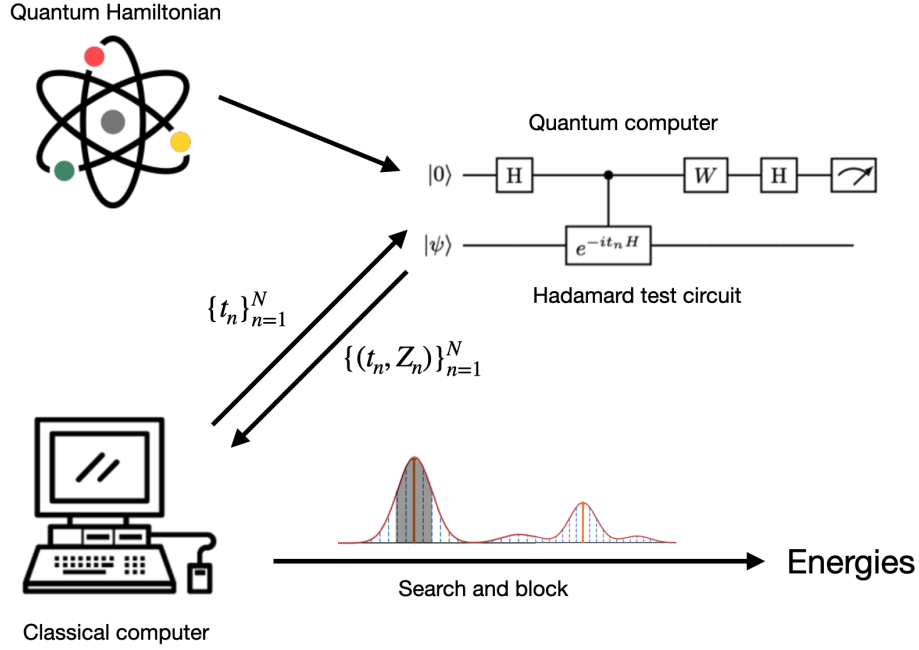 Quantum Hamiltonian
Quantum computer
|0⟩ H W H
|ψ⟩ e^{-it_nH}
Hadamard test circuit
{t_n}_{n=1}^N
{(t_n, Z_n)}_{n=1}^N
Energies
Search and block
Classical computer